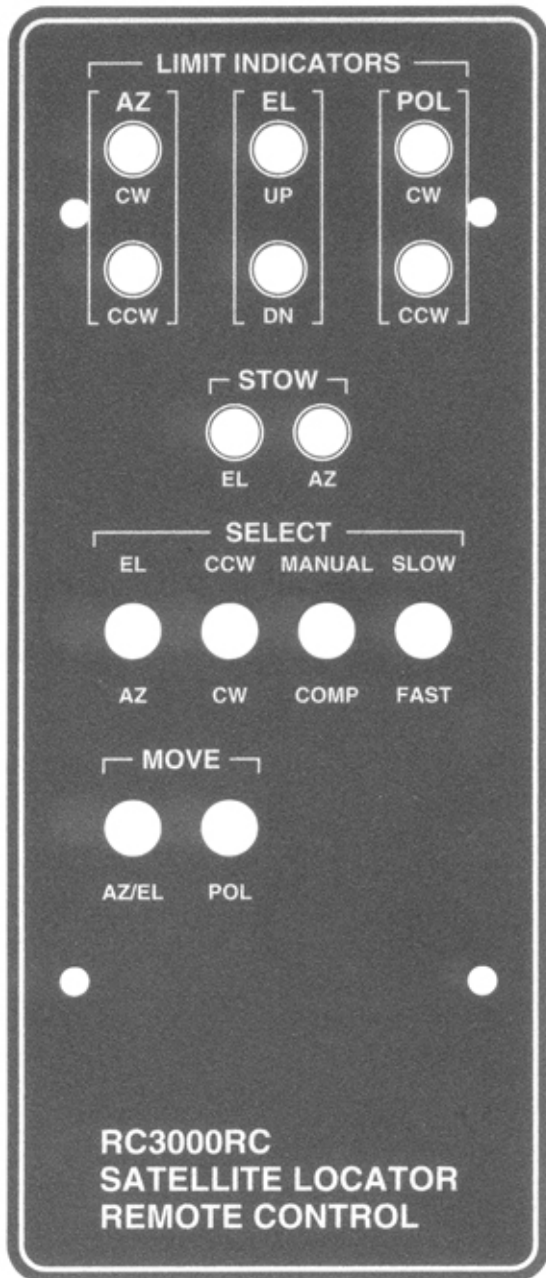 LIMIT INDICATORS
AZ EL POL
CW UP CW
CCW DN CCW
STOW
EL AZ
SELECT
EL CCW MANUAL SLOW
AZ CW COMP FAST
MOVE
AZ/EL POL
RC3000RC
SATELLITE LOCATOR
REMOTE CONTROL